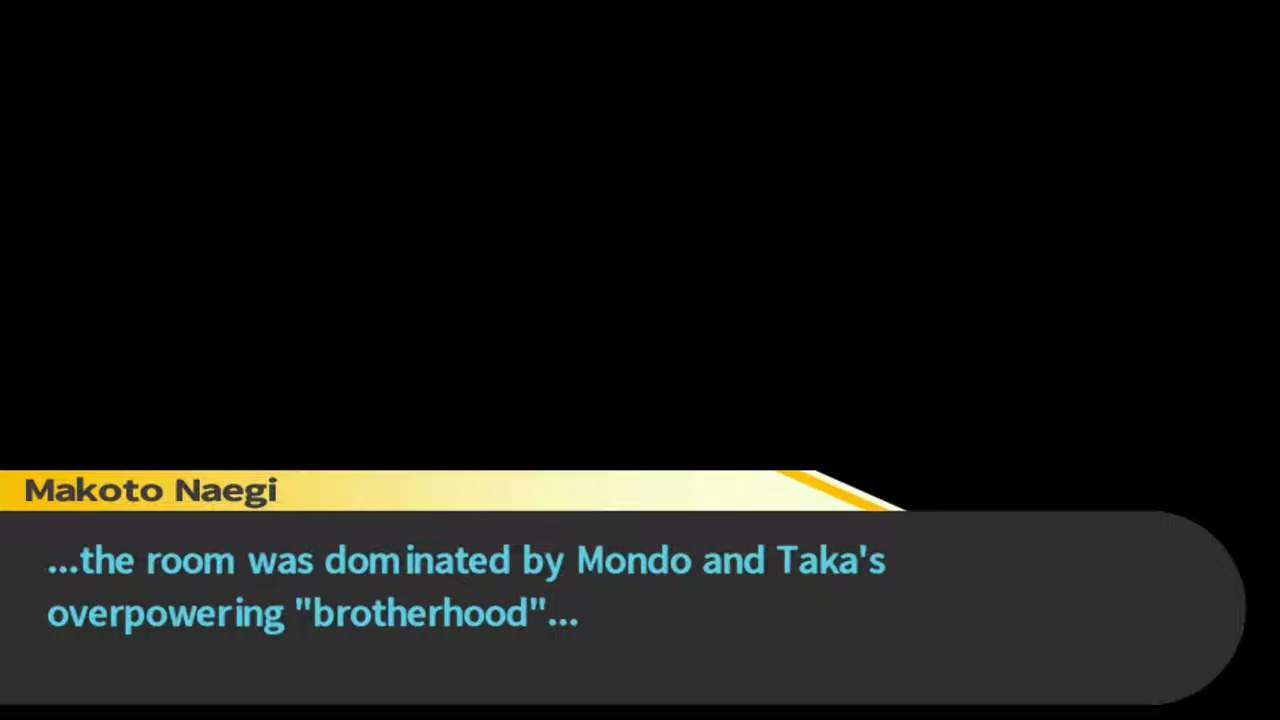 Makoto Naegi
...the room was dominated by Mondo and Taka's
overpowering "brotherhood"...